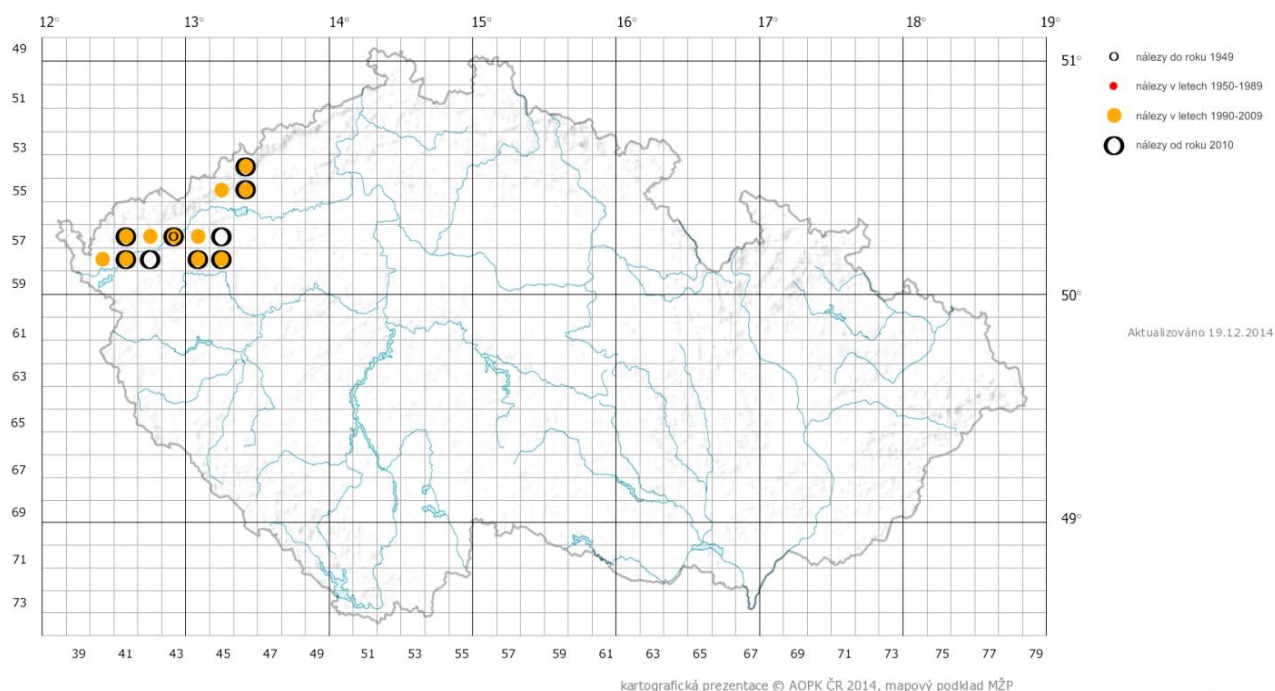 12° 13° 14° 15° 16° 17° 18° 19°
49
51° nálezy do roku 1949
51 nálezy v letech 1950-1989
nálezy v letech 1990-2009
53 nálezy od roku 2010
55
57
59 50°
61 Aktualizováno 19.12.2014
63
65
67
69 49°
71
73
39 41 43 45 47 49 51 53 55 57 59 61 63 65 67 69 71 73 75 77 79
kartografická prezentace © AOPK ČR 2014, mapový podklad MŽP